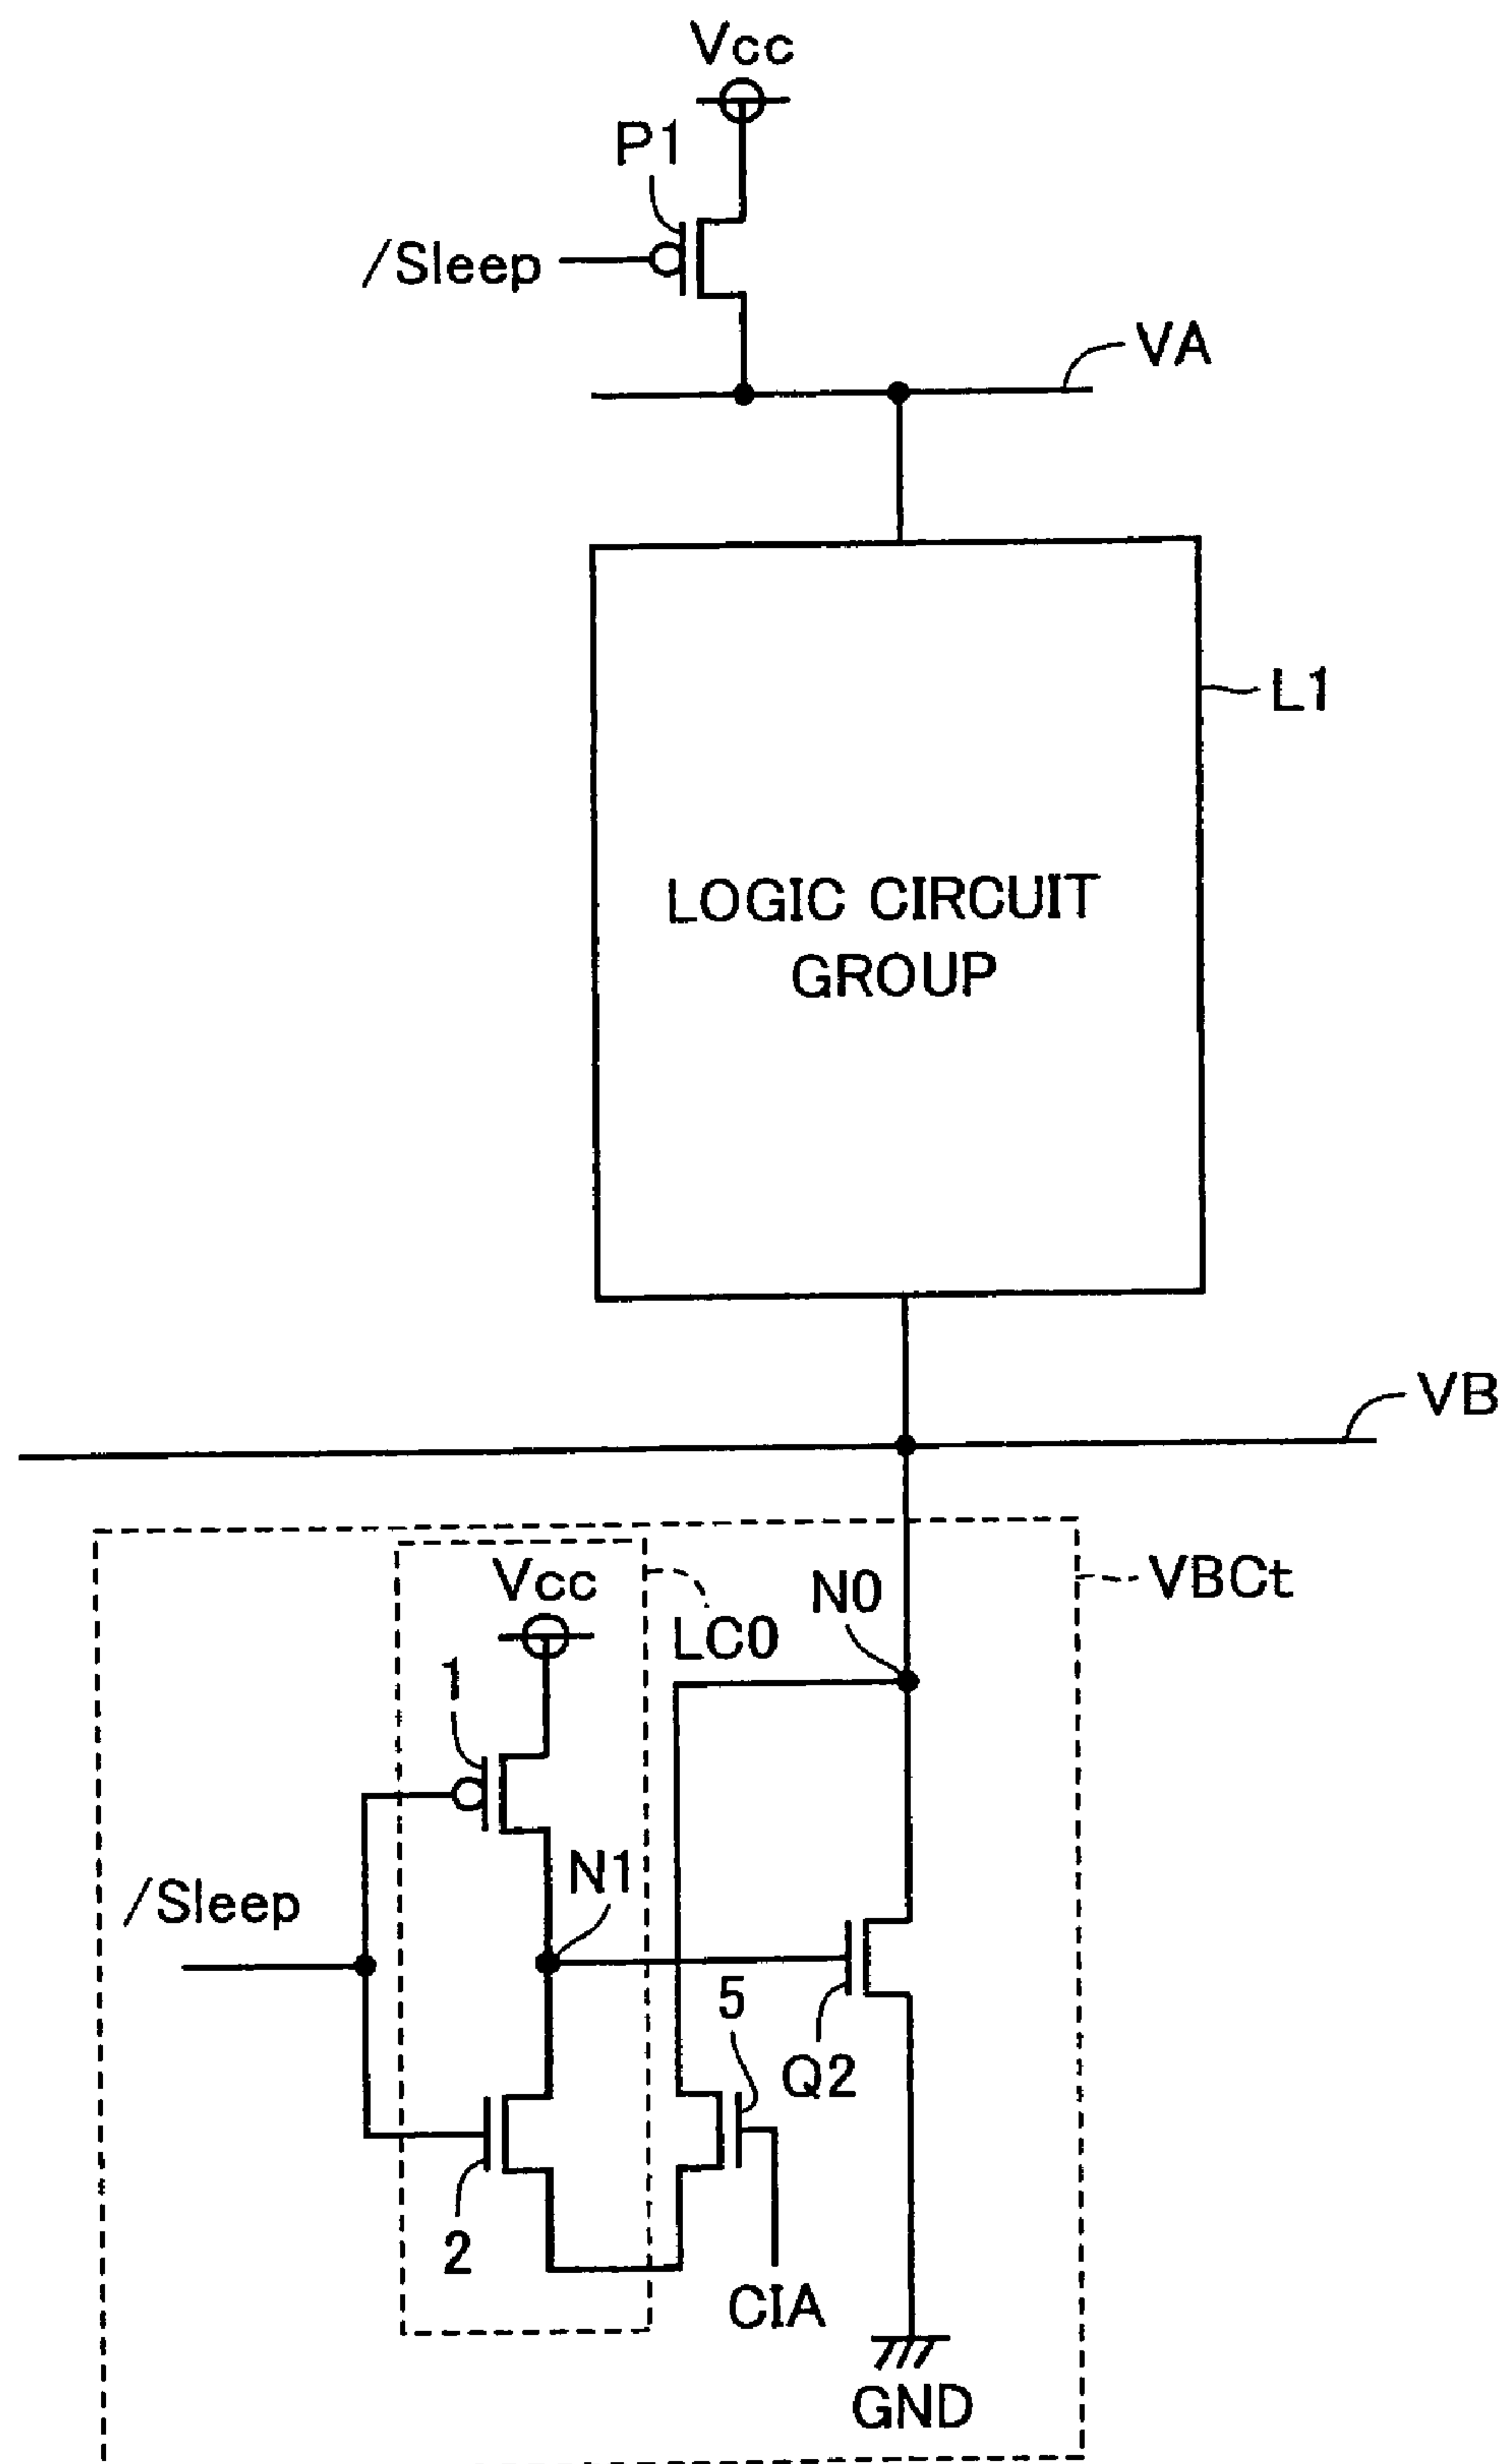 Vcc
P1
/Sleep
VA
L1
LOGIC CIRCUIT
GROUP
VB
Vcc
N0
VBCt
LC0
1
N1
/Sleep
5
Q2
2
CIA
GND